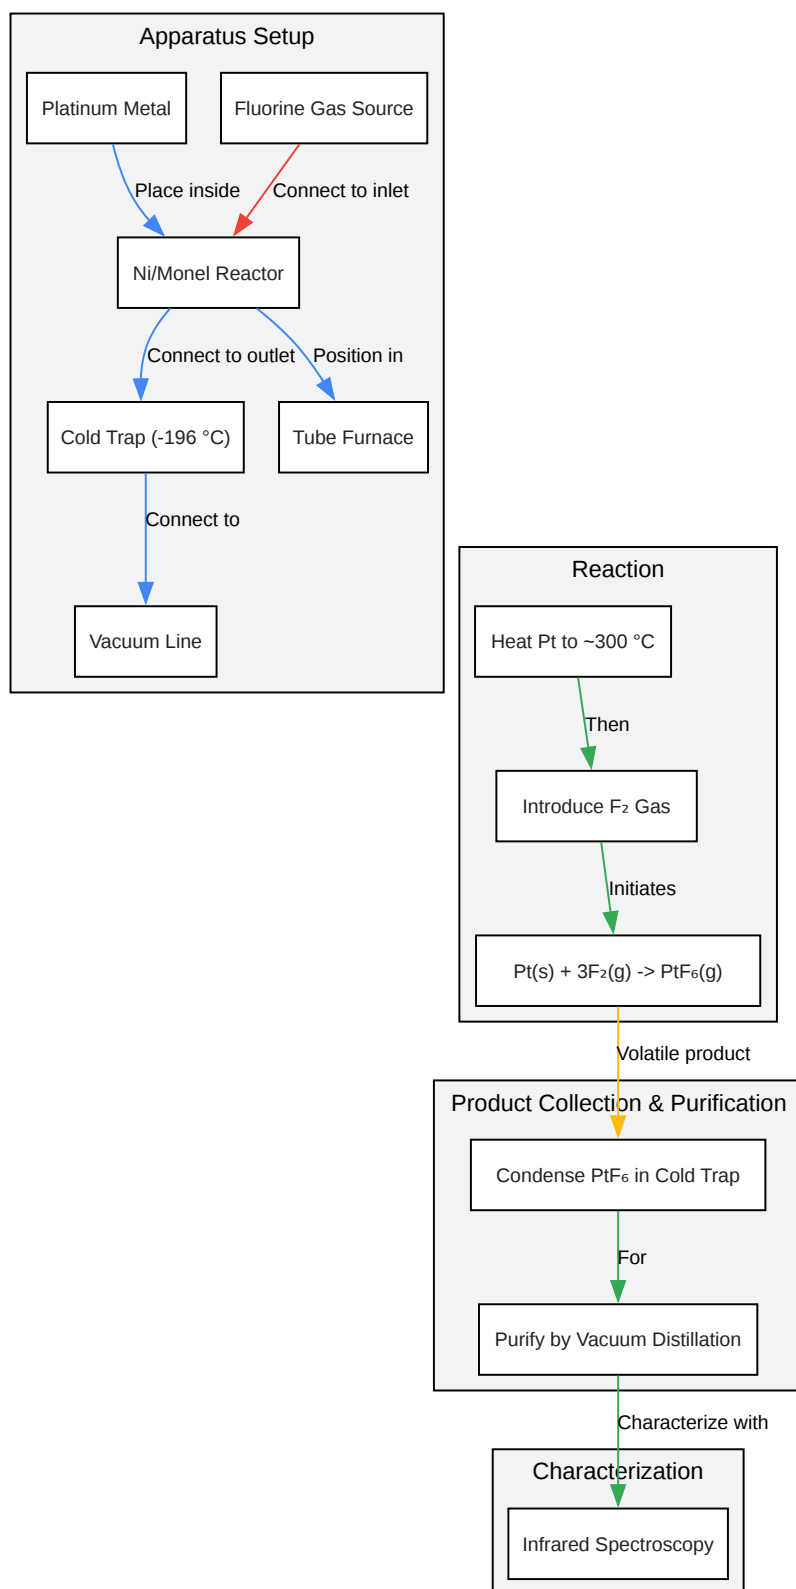 Apparatus Setup
Platinum Metal
Fluorine Gas Source
Place inside
Connect to inlet
Ni/Monel Reactor
Connect to outlet
Position in
Cold Trap (-196 °C)
Tube Furnace
Connect to
Vacuum Line
Reaction
Heat Pt to ~300 °C
Then
Introduce F₂ Gas
Initiates
Pt(s) + 3F₂(g) -> PtF₆(g)
Volatile product
Product Collection & Purification
Condense PtF₆ in Cold Trap
For
Purify by Vacuum Distillation
Characterize with
Characterization
Infrared Spectroscopy